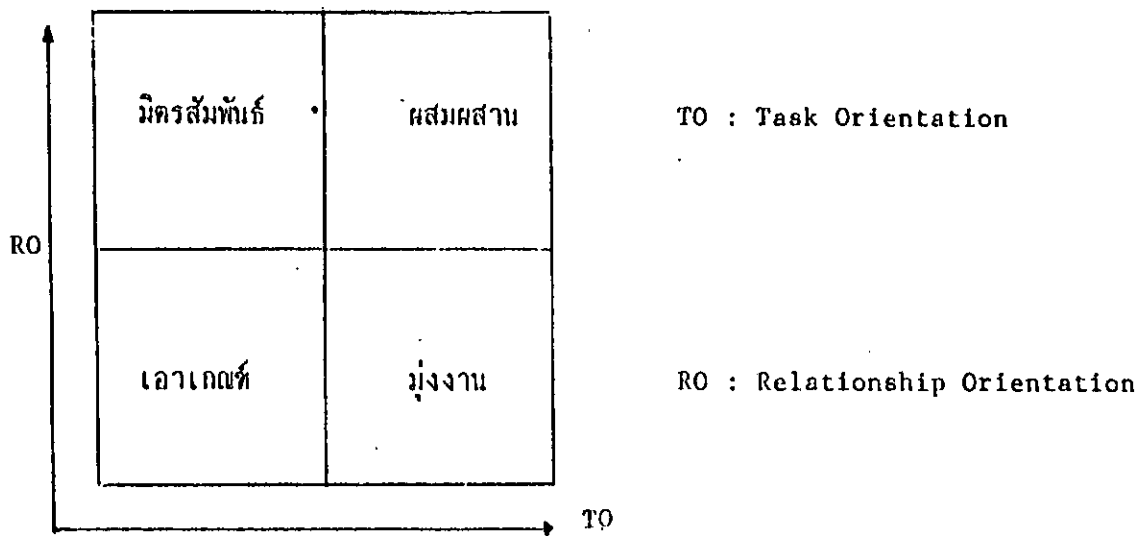 มิตรสัมพันธ์ ผสมผสาน TO : Task Orientation
RO
เอาเกณฑ์ มุ่งงาน RO : Relationship Orientation
TO